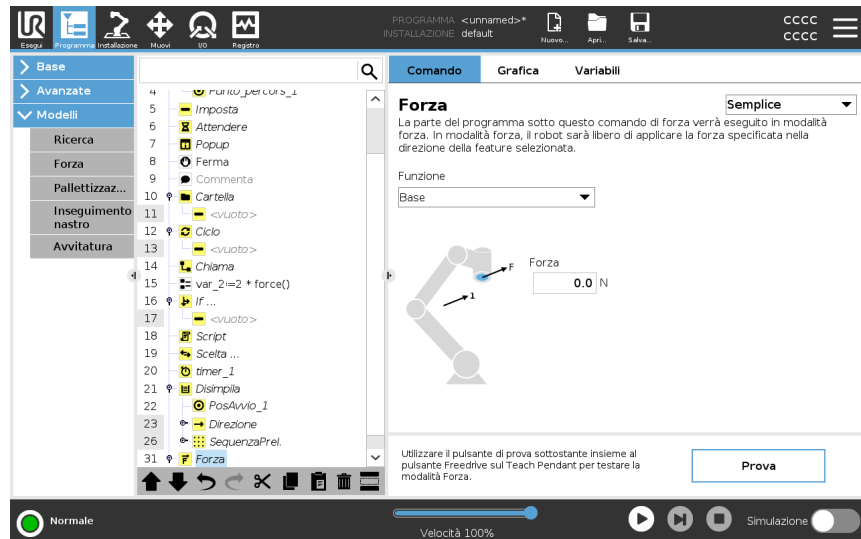 UR
Esegui
Programma
Installazione
Muovi
I/O
Registro
PROGRAMMA <unnamed>*
INSTALLAZIONE default
Nuovo...
Apri...
Salva...
cccc
cccc
Base
Avanzate
Modelli
Ricerca
Forza
Pallettizzaz...
Inseguimento
nastro
Avvitatura
4 Punto_percors_1
5 Imposta
6 Attendere
7 Popup
8 Ferma
9 Commenta
10 Cartella
11 <vuoto>
12 Ciclo
13 <vuoto>
14 Chiama
15 var_2:=2 * force()
16 If ...
17 <vuoto>
18 Script
19 Scelta ...
20 timer_1
21 Disimpila
22 PosAvvio_1
23 Direzione
26 SequenzaPrel.
31 Forza
Comando Grafica Variabili
Forza
Semplice
La parte del programma sotto questo comando di forza verrà eseguito in modalità
forza. In modalità forza, il robot sarà libero di applicare la forza specificata nella
direzione della feature selezionata.
Funzione
Base
F
1
Forza
0.0 N
Utilizzare il pulsante di prova sottostante insieme al
pulsante Freedrive sul Teach Pendant per testare la
modalità Forza.
Prova
Normale
Velocità 100%
Simulazione